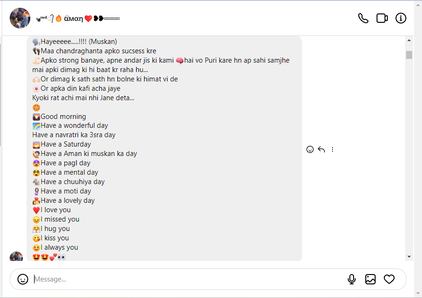 αмαη
🐘Hayeeeee....!!!! (Muskan)
👣Maa chandraghanta apko sucsess kre
💪🏻Apko strong banaye, apne andar jis ki kami 🧠hai vo Puri kare hn ap sahi samjhe
mai apki dimag ki hi baat kr raha hu...
Or dimag k sath sath hn bolne ki himat vi de
Or apka din kafi acha jaye
Kyoki rat achi mai nhi Jane deta...
Good morning
Have a wonderful day
Have a navratri ka 3sra day
Have a Saturday
Have a Aman ki muskan ka day
Have a pagl day
Have a mental day
Have a chuuhiya day
Have a moti day
Have a lovely day
❤️I love you
I missed you
I hug you
😘I kiss you
I always you
Message...